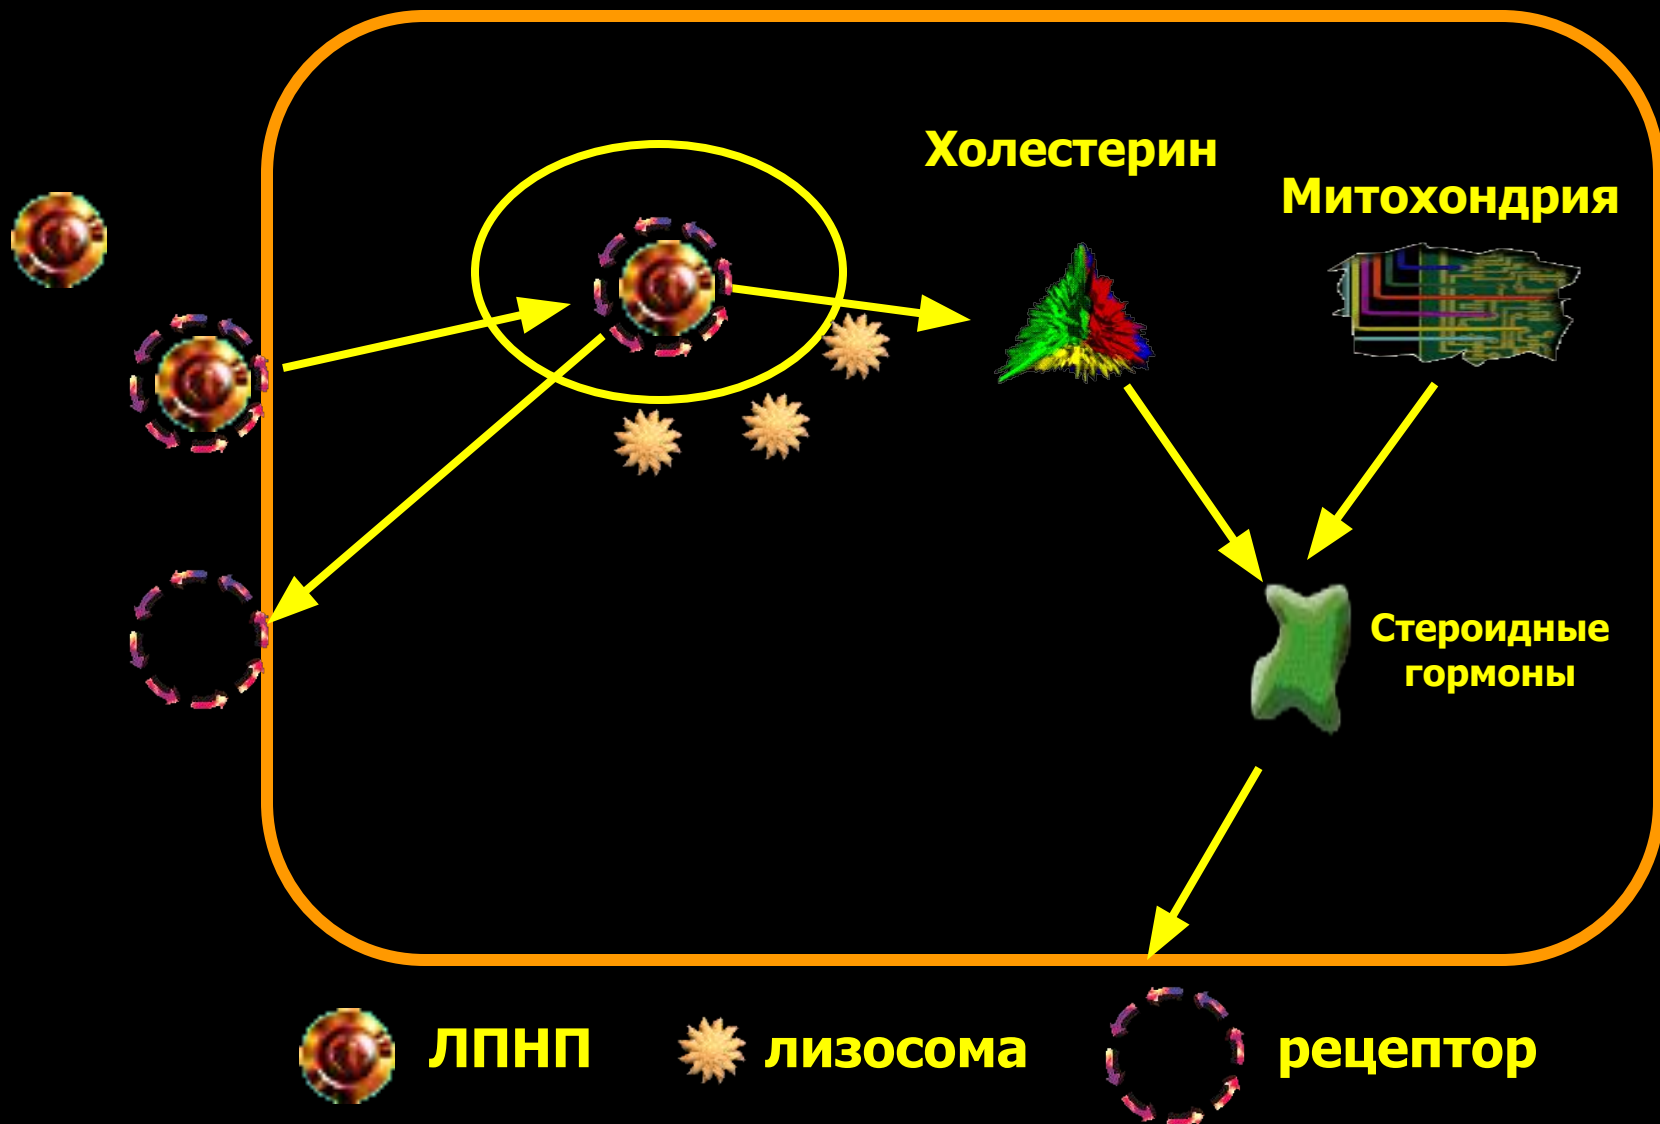 Холестерин
Митохондрия
Стероидные
гормоны
ЛПНП
лизосома
рецептор